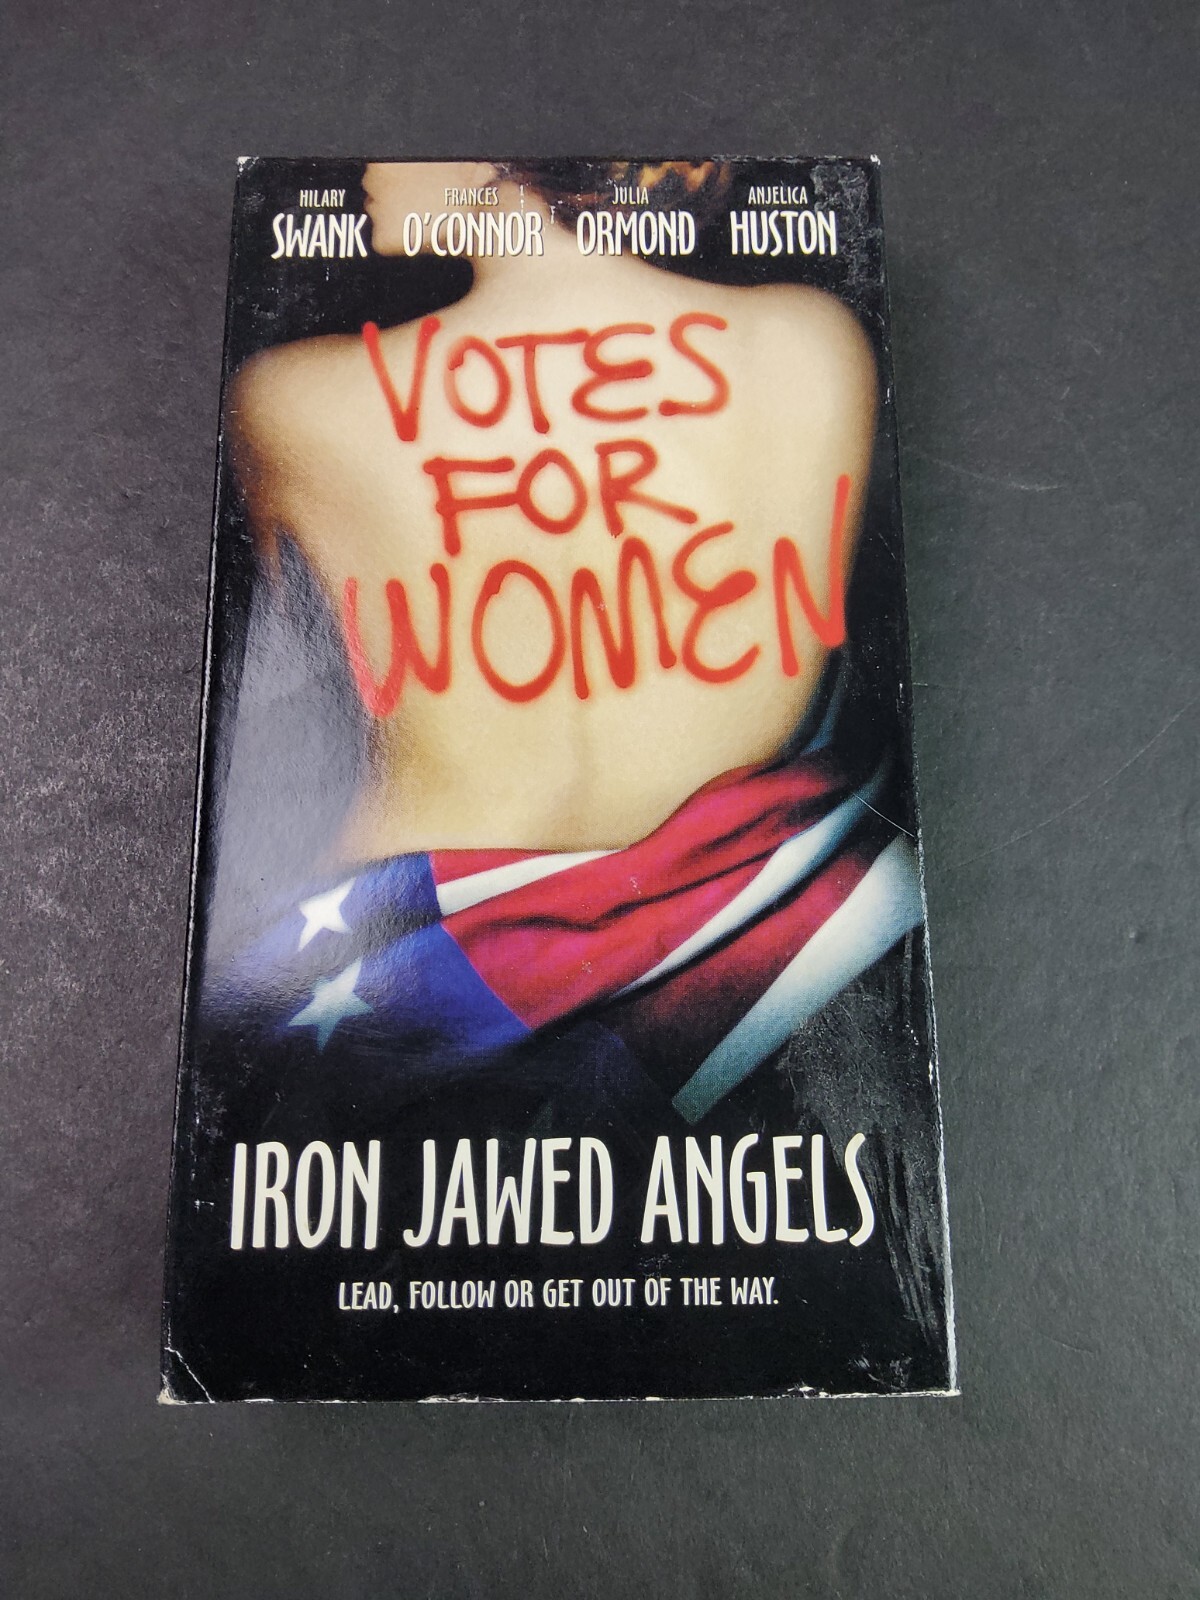 HILARY SWANK
FRANCES O'CONNOR
JULIA ORMOND
ANJELICA HUSTON
VOTES
FOR
WOMEN
IRON JAWED ANGELS
LEAD, FOLLOW OR GET OUT OF THE WAY.